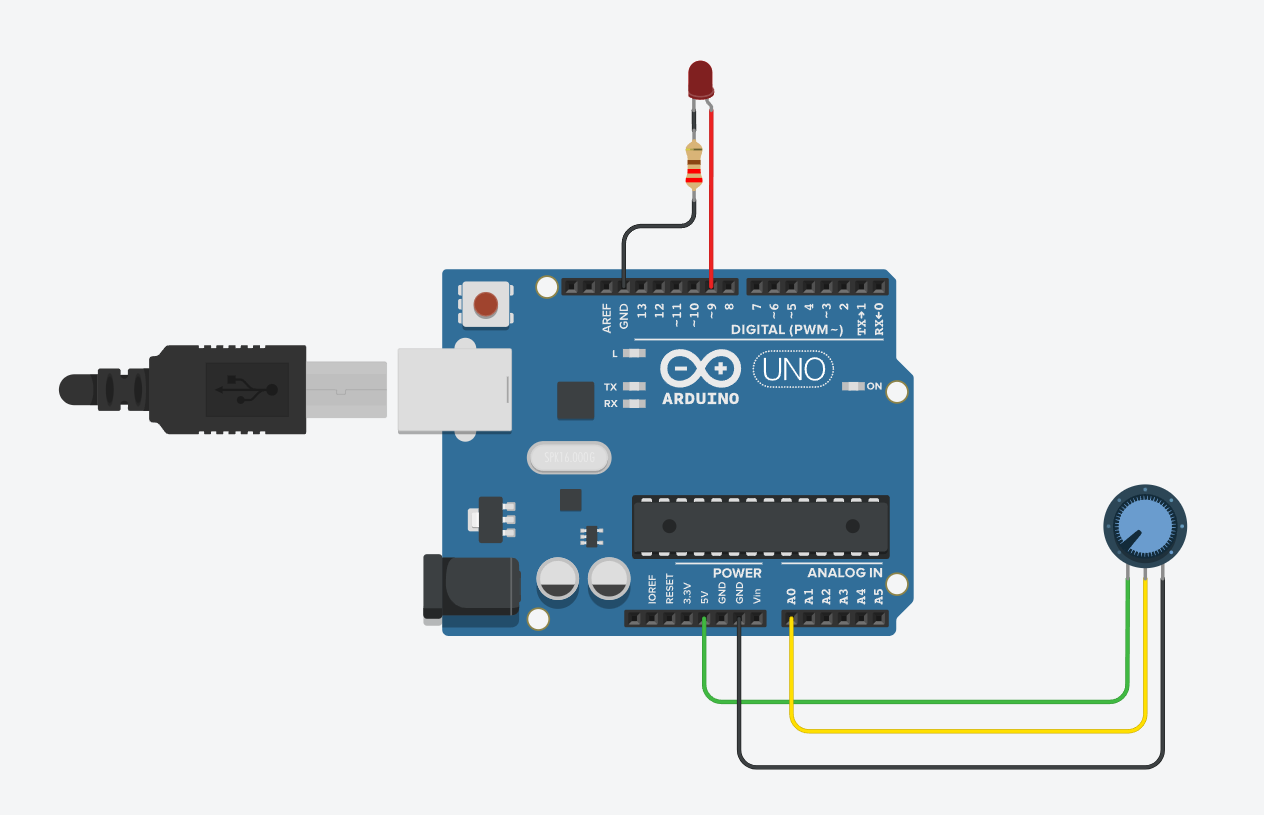 AREF
GND
13
12
~11
~10
~9
8
7
~6
~5
4
~3
2
TX→1
RX←0
DIGITAL (PWM~)
L
TX
RX
ARDUINO
UNO
ON
IOREF
RESET
3.3V
5V
GND
GND
Vin
POWER
ANALOG IN
A0
A1
A2
A3
A4
A5